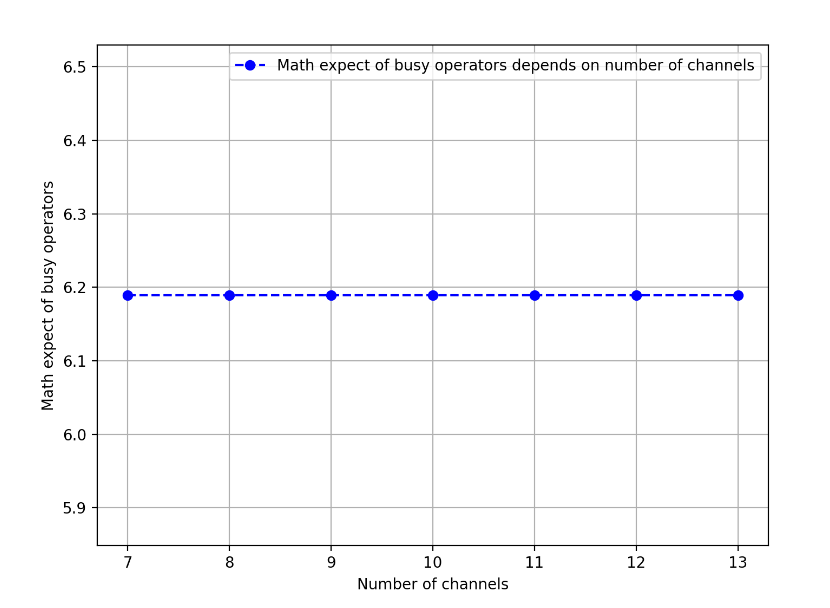 Math expect of busy operators depends on number of channels
6.5
6.4
6.3
6.2
6.1
6.0
5.9
Math expect of busy operators
7 8 9 10 11 12 13
Number of channels